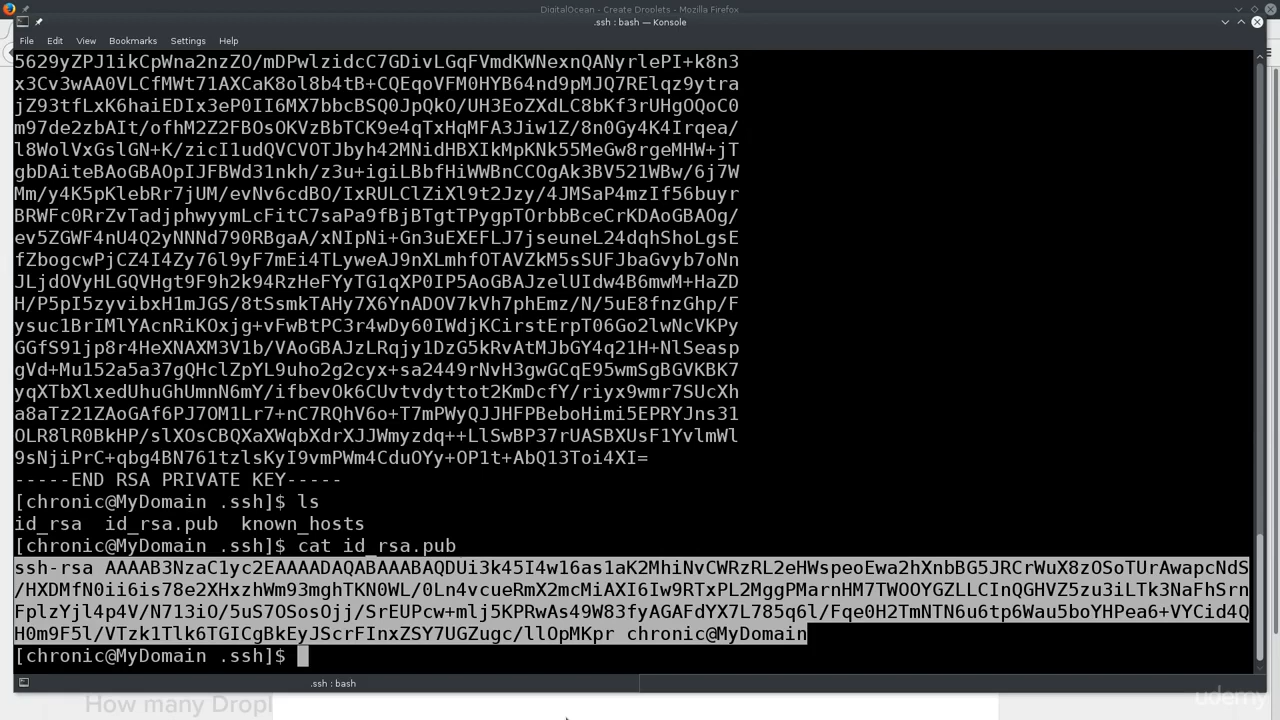 DigitalOcean - Create Droplets - Mozilla Firefox
.ssh : bash — Konsole
File Edit View Bookmarks Settings Help
5629yZPJ1ikCpWna2nzZO/mDPwlzidcC7GDivLGqFVmdKWNexnQANyrlePI+k8n3
x3Cv3wAA0VLCfMWt71AXCaK8ol8b4tB+CQEqoVFM0HYB64nd9pMJQ7RElqz9ytra
jZ93tfLxK6haiEDIx3eP0II6MX7bbcBSQ0JpQkO/UH3EoZXdLC8bKf3rUHgOQoC0
m97de2zbAIt/ofhM2Z2FBOsOKVzBbTCK9e4qTxHqMFA3Jiw1Z/8n0Gy4K4Irqea/
l8WolVxGslGN+K/zicI1udQVCVOTJbyh42MNidHBXIkMpKNk55MeGw8rgeMHW+jT
gbDAiteBAoGBAOpIJFBWd31nkh/z3u+igiLBbfHiWWBnCCOgAk3BV521WBw/6j7W
Mm/y4K5pKlebRr7jUM/evNv6cdBO/IxRULClZiXl9t2Jzy/4JMSaP4mzIf56buyr
BRWFc0RrZvTadjphwyymLcFitC7saPa9fBjBTgtTPygpTOrbbBceCrKDAoGBAOg/
ev5ZGWF4nU4Q2yNNNd790RBgaA/xNIpNi+Gn3uEXEFLJ7jseuneL24dqhShoLgsE
fZbogcwPjCZ4I4Zy76l9yF7mEi4TLyweAJ9nXLmhfOTAVZkM5sSUFJbaGvyb7oNn
JLjdOVyHLGQVHgt9F9h2k94RzHeFYyTG1qXP0IP5AoGBAJzelUIdw4B6mwM+HaZD
H/P5pI5zyvibxH1mJGS/8tSsmkTAHy7X6YnADOV7kVh7phEmz/N/5uE8fnzGhp/F
ysuc1BrIMlYAcnRiKOxjg+vFwBtPC3r4wDy60IWdjKCirstErpT06Go2lwNcVKPy
GGfS91jp8r4HeXNAXM3V1b/VAoGBAJzLRqjy1DzG5kRvAtMJbGY4q21H+NlSeasp
gVd+Mu152a5a37gQHclZpYL9uho2g2cyx+sa2449rNvH3gwGCqE95wmSgBGVKBK7
yqXTbXlxedUhuGhUmnN6mY/ifbevOk6CUvtvdyttot2KmDcfY/riyx9wmr7SUcXh
a8aTz21ZAoGAf6PJ7OM1Lr7+nC7RQhV6o+T7mPWyQJJHFPBeboHimi5EPRYJns31
OLR8lR0BkHP/slXOsCBQXaXWqbXdrXJJWmyzdq++LlSwBP37rUASBXUsF1YvlmWl
9sNjiPrC+qbg4BN761tzlsKyI9vmPWm4CduOYy+OP1t+AbQ13Toi4XI=
-----END RSA PRIVATE KEY-----
[chronic@MyDomain .ssh]$ ls
id_rsa id_rsa.pub known_hosts
[chronic@MyDomain .ssh]$ cat id_rsa.pub
ssh-rsa AAAAB3NzaC1yc2EAAAADAQABAAABAQDUi3k45I4w16as1aK2MhiNvCWRzRL2eHWspeoEwa2hXnbBG5JRCrWuX8zOSoTUrAwapcNdS
/HXDMfN0ii6is78e2XHxzhWm93mghTKN0WL/0Ln4vcueRmX2mcMiAXI6Iw9RTxPL2MggPMarnHM7TWOOYGZLLCInQGHVZ5zu3iLTk3NaFhSrn
FplzYjl4p4V/N713iO/5uS7OSosOjj/SrEUPcw+mlj5KPRwAs49W83fyAGAFdYX7L785q6l/Fqe0H2TmNTN6u6tp6Wau5boYHPea6+VYCid4Q
H0m9F5l/VTzk1Tlk6TGICgBkEyJScrFInxZSY7UGZugc/llOpMKpr chronic@MyDomain
[chronic@MyDomain .ssh]$
.ssh : bash
How many Dropl
udemy